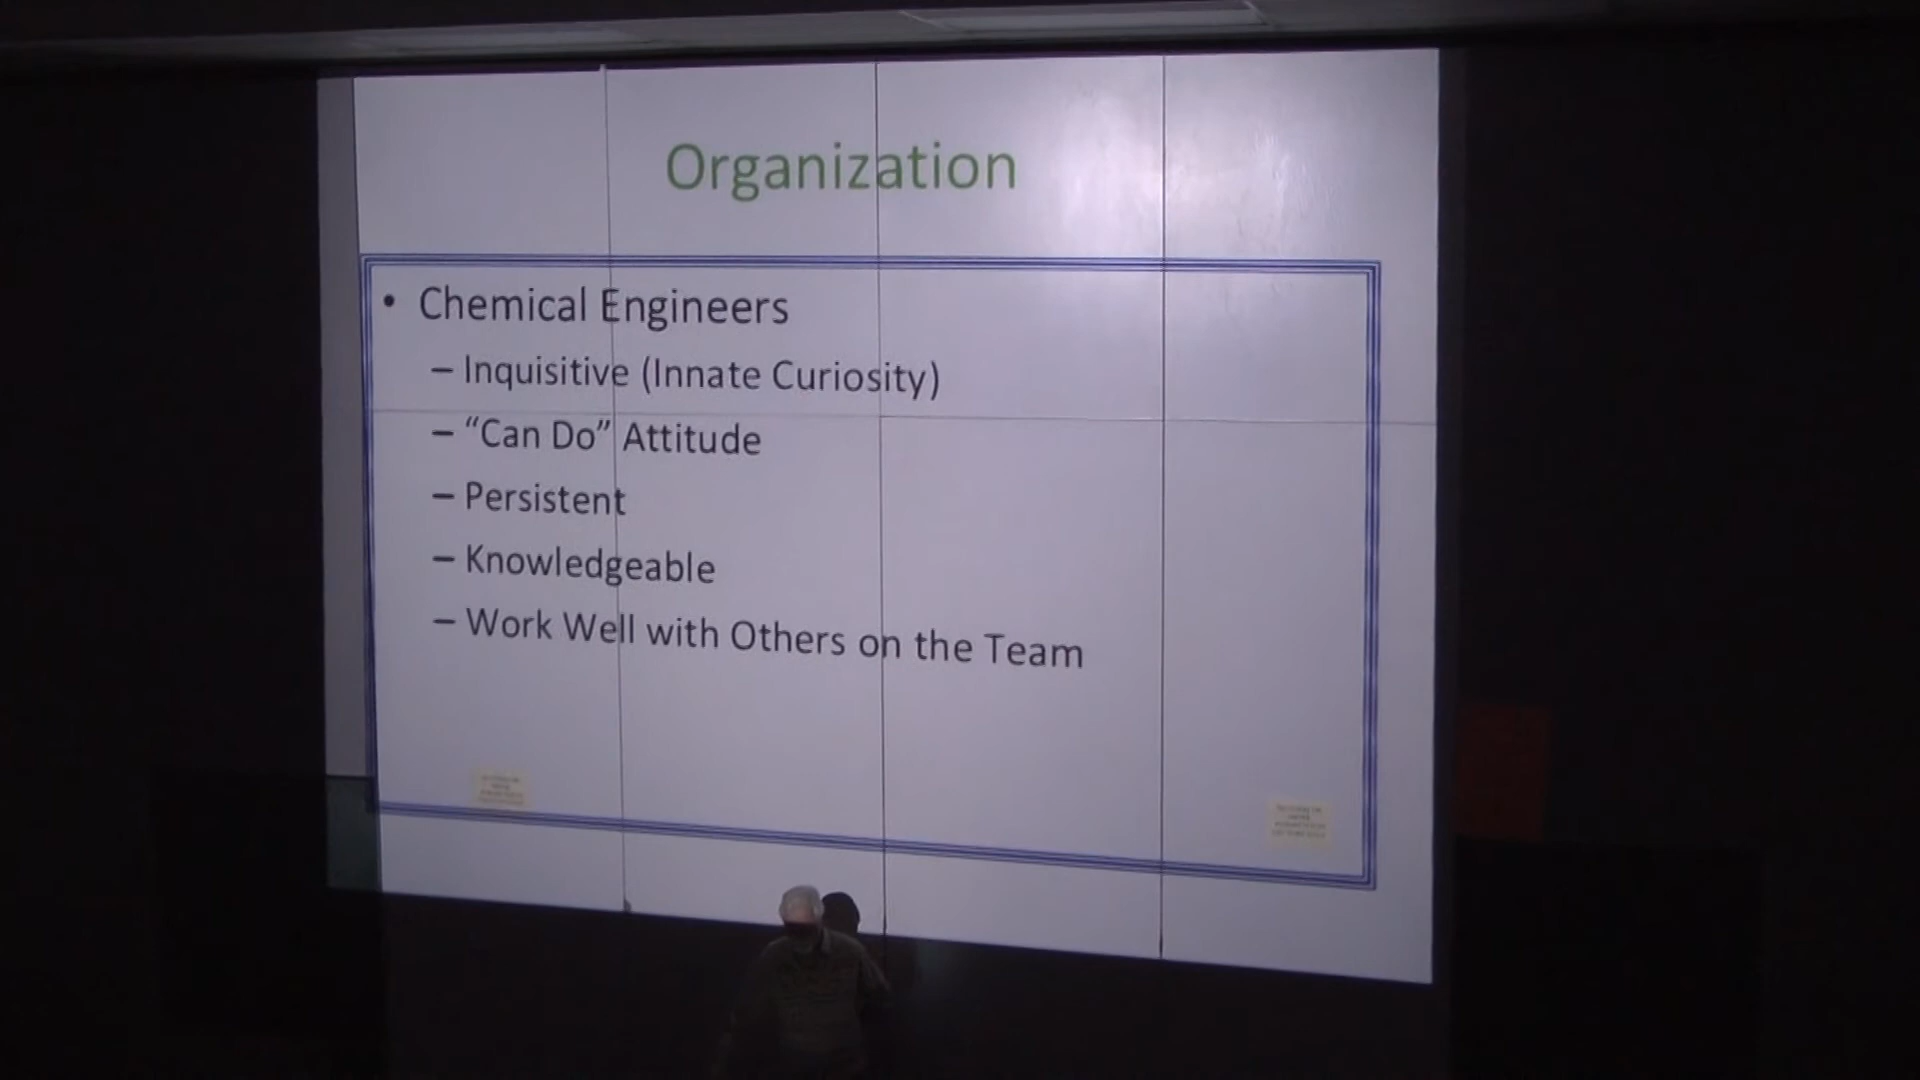 Organization
• Chemical Engineers
– Inquisitive (Innate Curiosity)
– “Can Do” Attitude
– Persistent
– Knowledgeable
– Work Well with Others on the Team